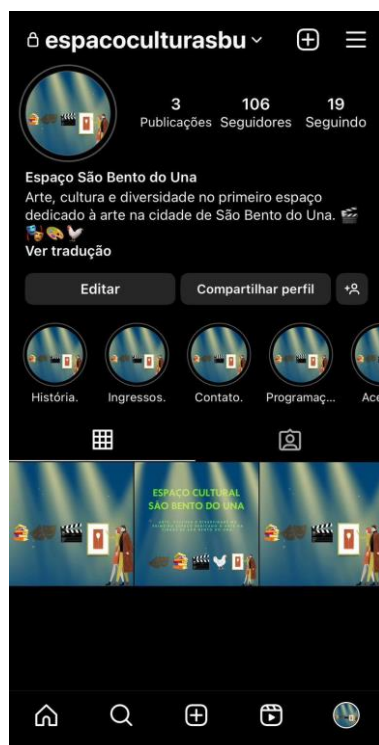 espacoculturasbu
3 106 19
Publicações Seguidores Seguindo
Espaço São Bento do Una
Arte, cultura e diversidade no primeiro espaço
dedicado à arte na cidade de São Bento do Una. 🎬
🎭🎨🐓
Ver tradução
Editar Compartilhar perfil
História. Ingressos. Contato. Programaç... Ace
ESPAÇO CULTURAL
SÃO BENTO DO UNA